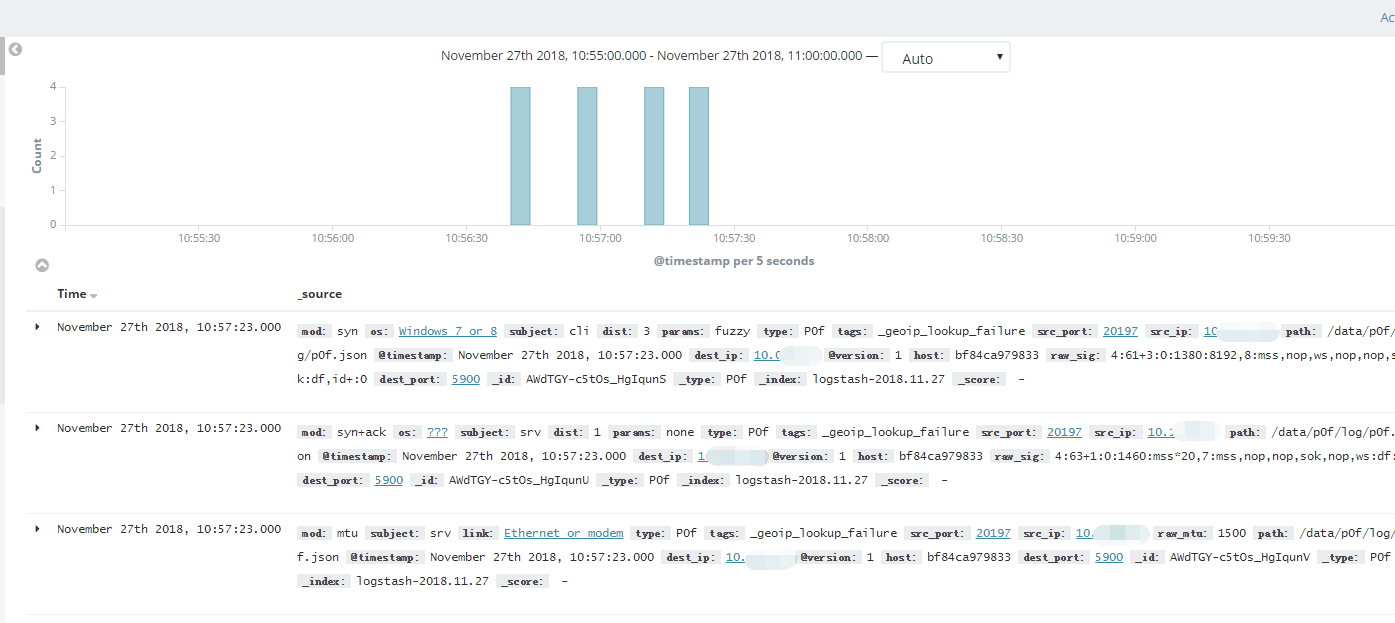 Ac
November 27th 2018, 10:55:00.000 - November 27th 2018, 11:00:00.000 — Auto
4
3
2
1
0
Count
10:55:30 10:56:00 10:56:30 10:57:00 10:57:30 10:58:00 10:58:30 10:59:00 10:59:30
@timestamp per 5 seconds
Time _source
November 27th 2018, 10:57:23.000 mod: syn os: Windows 7 or 8 subject: cli dist: 3 params: fuzzy type: P0f tags: _geoip_lookup_failure src_port: 20197 src_ip: 10 path: /data/p0f/
g/p0f.json @timestamp: November 27th 2018, 10:57:23.000 dest_ip: 10.0 @version: 1 host: bf84ca979833 raw_sig: 4:61+3:0:1380:8192,8:mss,nop,ws,nop,nop,s
k:df,id+:0 dest_port: 5900 _id: AWdTGY-c5tOs_HgIqunS _type: P0f _index: logstash-2018.11.27 _score: -
November 27th 2018, 10:57:23.000 mod: syn+ack os: ??? subject: srv dist: 1 params: none type: P0f tags: _geoip_lookup_failure src_port: 20197 src_ip: 10. path: /data/p0f/log/p0f.
on @timestamp: November 27th 2018, 10:57:23.000 dest_ip: 1 @version: 1 host: bf84ca979833 raw_sig: 4:63+1:0:1460:mss*20,7:mss,nop,nop,sok,nop,ws:df:
dest_port: 5900 _id: AWdTGY-c5tOs_HgIqunU _type: P0f _index: logstash-2018.11.27 _score: -
November 27th 2018, 10:57:23.000 mod: mtu subject: srv link: Ethernet or modem type: P0f tags: _geoip_lookup_failure src_port: 20197 src_ip: 10. raw_mtu: 1500 path: /data/p0f/log/
f.json @timestamp: November 27th 2018, 10:57:23.000 dest_ip: 10. @version: 1 host: bf84ca979833 dest_port: 5900 _id: AWdTGY-c5tOs_HgIqunV _type: P0f
_index: logstash-2018.11.27 _score: -